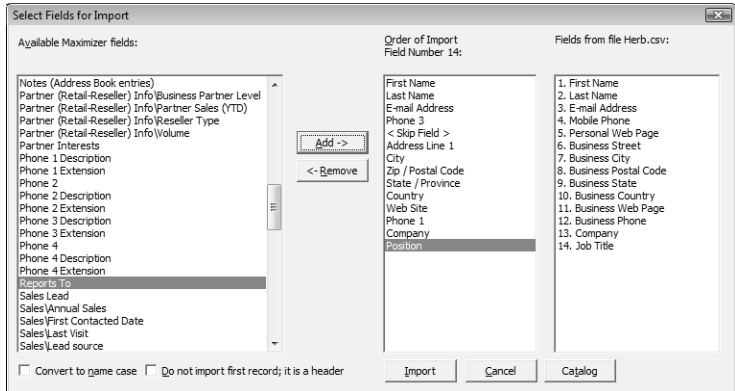 Select Fields for Import
Available Maximizer fields:
Notes (Address Book entries)
Partner (Retail-Reseller) Info\Business Partner Level
Partner (Retail-Reseller) Info\Partner Sales (YTD)
Partner (Retail-Reseller) Info\Reseller Type
Partner (Retail-Reseller) Info\Volume
Partner Interests
Phone 1 Description
Phone 1 Extension
Phone 2
Phone 2 Description
Phone 2 Extension
Phone 3 Description
Phone 3 Extension
Phone 4
Phone 4 Description
Phone 4 Extension
Reports To
Sales Lead
Sales\Annual Sales
Sales\First Contacted Date
Sales\Last Visit
Sales\Lead source
Add ->
<- Remove
Order of Import
Field Number 14:
First Name
Last Name
E-mail Address
Phone 3
< Skip Field >
Address Line 1
City
Zip / Postal Code
State / Province
Country
Web Site
Phone 1
Company
Position
Fields from file Herb.csv:
1. First Name
2. Last Name
3. E-mail Address
4. Mobile Phone
5. Personal Web Page
6. Business Street
7. Business City
8. Business Postal Code
9. Business State
10. Business Country
11. Business Web Page
12. Business Phone
13. Company
14. Job Title
Convert to name case
Do not import first record; it is a header
Import
Cancel
Catalog